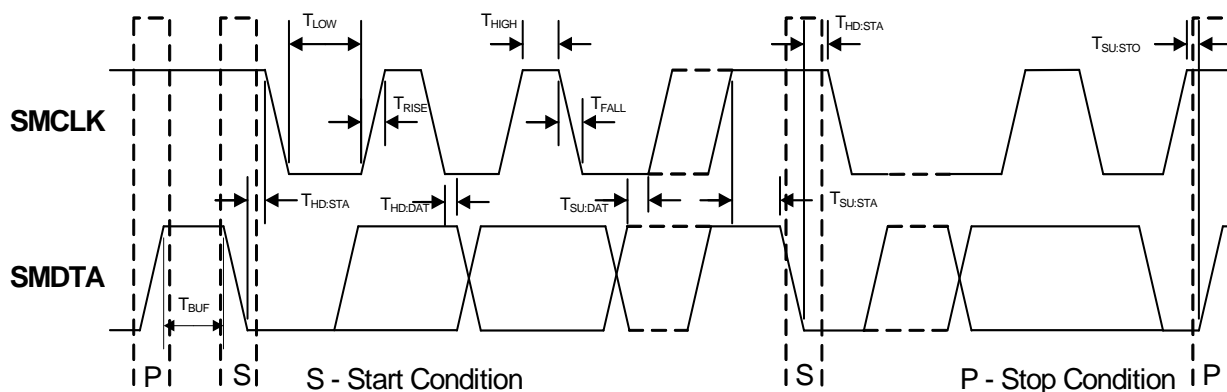 TLOW THIGH THD:STA TSU:STO
SMCLK TRISE TFALL
THD:STA THD:DAT TSU:DAT TSU:STA
SMDTA TBUF
P S S - Start Condition S P - Stop Condition P